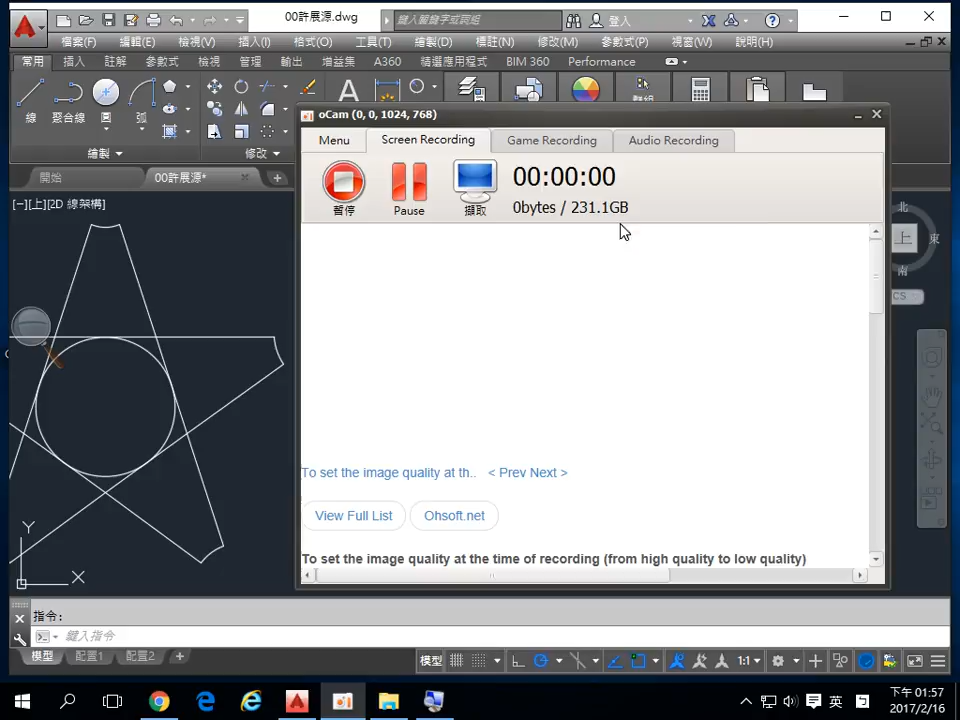 00許展源.dwg
鍵入關鍵字或詞組
登入
檔案(F) 編輯(E) 檢視(V) 插入(I) 格式(O) 工具(T) 繪製(D) 標註(N) 修改(M) 參數式(P) 視窗(W) 說明(H)
常用 插入 註解 參數式 檢視 管理 輸出 增益集 A360 精選應用程式 BIM 360 Performance
線 聚合線 圓 弧
繪製 修改
oCam (0, 0, 1024, 768)
Menu Screen Recording Game Recording Audio Recording
暫停 Pause 擷取
00:00:00
0bytes / 231.1GB
開始 00許展源*
[−][上][2D 線架構]
北
上 東
南
CS
To set the image quality at th.. < Prev Next >
View Full List Ohsoft.net
To set the image quality at the time of recording (from high quality to low quality)
Y
X
指令:
鍵入指令
模型 配置1 配置2 +
模型 1:1
英
下午 01:57
2017/2/16